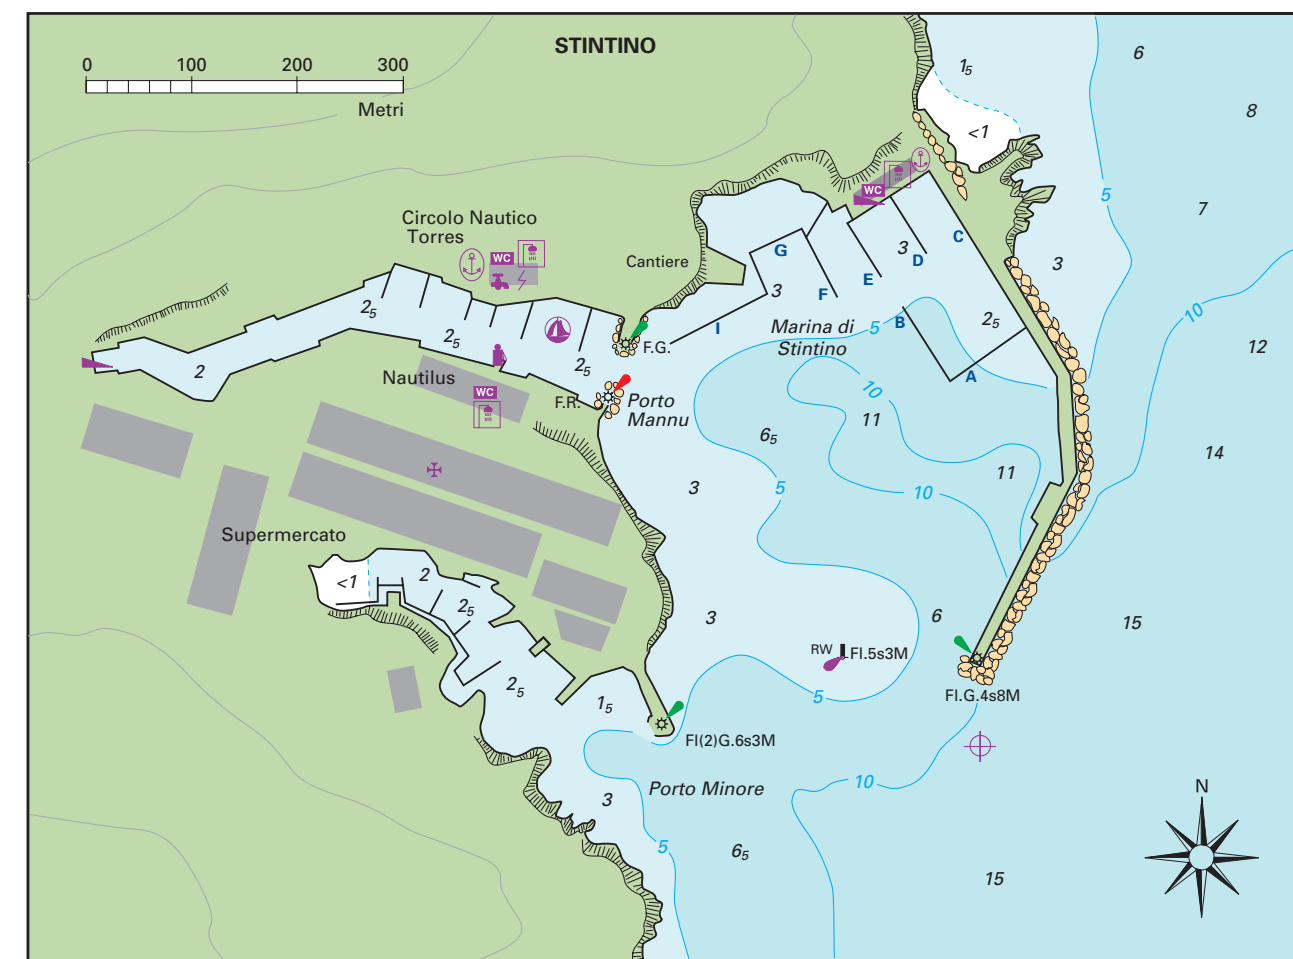 STINTINO
0 100 200 300
Metri
1₅
6
8
<1
5
7
WC
Circolo Nautico
Torres
WC
Cantiere
G
3
D
C
3
E
F
3
10
2₅
2₅
I
F.G.
Marina di
Stintino
5
B
2₅
12
2
2₅
Nautilus
WC
F.R.
Porto
Mannu
A
10
11
6₅
14
3
5
10
11
Supermercato
<1
2
2₅
3
6
15
RW
Fl.5s3M
2₅
1₅
5
Fl.G.4s8M
Fl(2)G.6s3M
Porto Minore
10
3
5
6₅
15
N